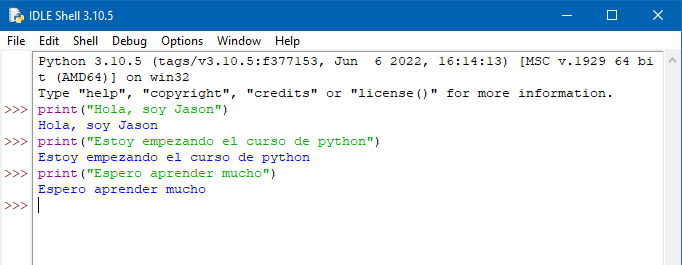 IDLE Shell 3.10.5
File Edit Shell Debug Options Window Help
Python 3.10.5 (tags/v3.10.5:f377153, Jun  6 2022, 16:14:13) [MSC v.1929 64 bi
t (AMD64)] on win32
Type "help", "copyright", "credits" or "license()" for more information.
>>> print("Hola, soy Jason")
Hola, soy Jason
>>> print("Estoy empezando el curso de python")
Estoy empezando el curso de python
>>> print("Espero aprender mucho")
Espero aprender mucho
>>>